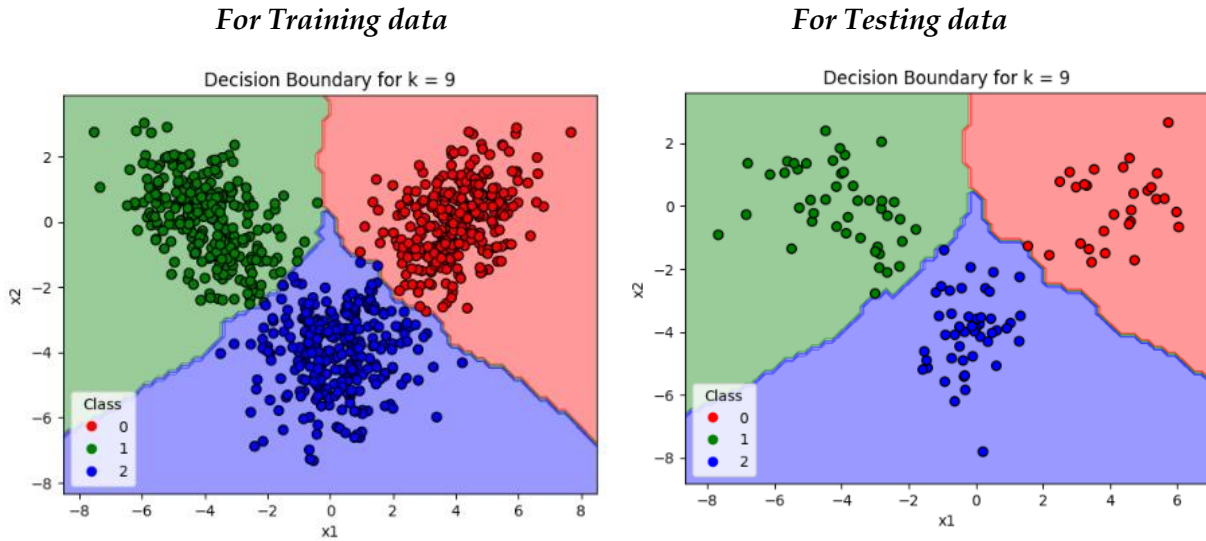 For Training data
For Testing data
Decision Boundary for k = 9
2
0
−2
−4
−6
−8
x2
Class
0
1
2
−8 −6 −4 −2 0 2 4 6 8
x1
Decision Boundary for k = 9
2
0
−2
−4
−6
−8
x2
Class
0
1
2
−8 −6 −4 −2 0 2 4 6
x1